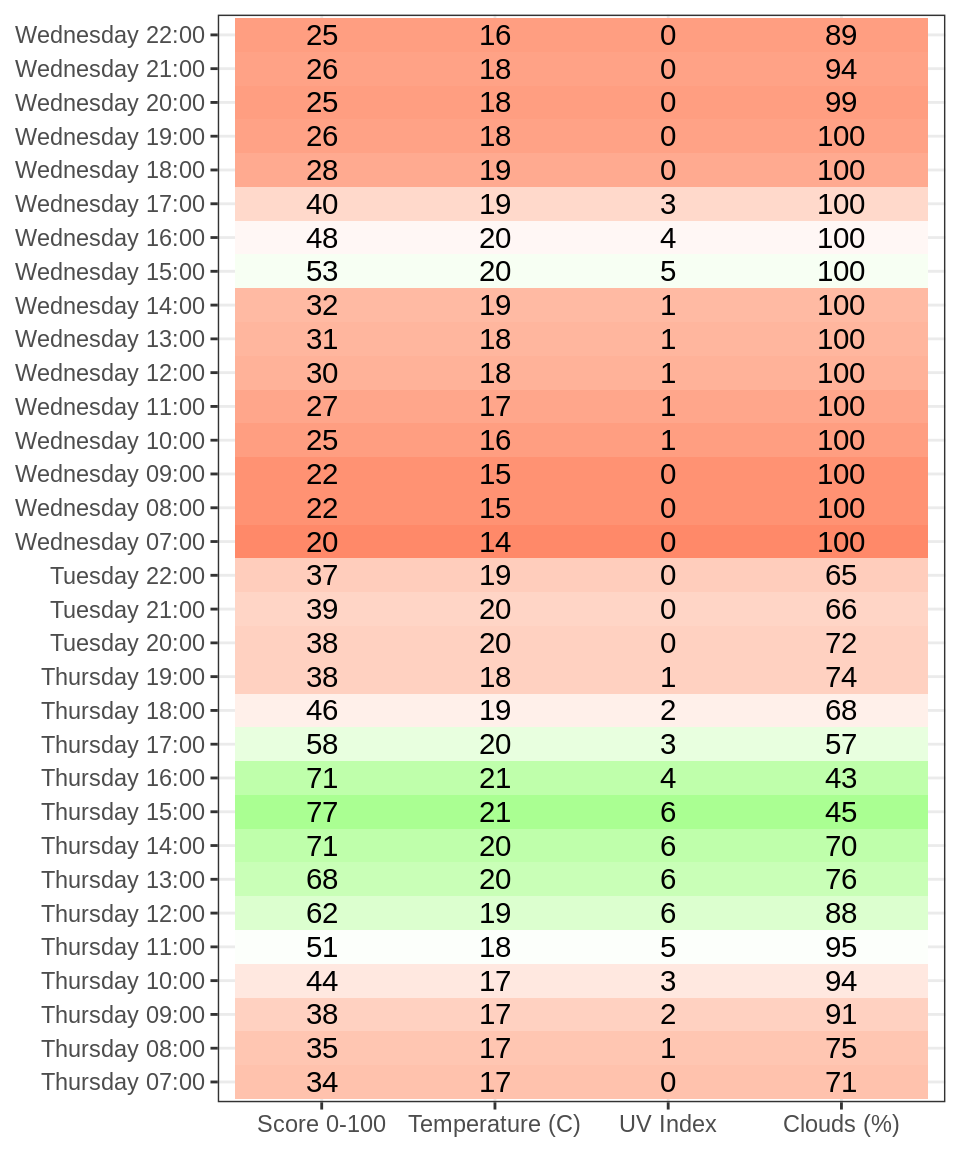 Wednesday 22:00 25 16 0 89
Wednesday 21:00 26 18 0 94
Wednesday 20:00 25 18 0 99
Wednesday 19:00 26 18 0 100
Wednesday 18:00 28 19 0 100
Wednesday 17:00 40 19 3 100
Wednesday 16:00 48 20 4 100
Wednesday 15:00 53 20 5 100
Wednesday 14:00 32 19 1 100
Wednesday 13:00 31 18 1 100
Wednesday 12:00 30 18 1 100
Wednesday 11:00 27 17 1 100
Wednesday 10:00 25 16 1 100
Wednesday 09:00 22 15 0 100
Wednesday 08:00 22 15 0 100
Wednesday 07:00 20 14 0 100
Tuesday 22:00 37 19 0 65
Tuesday 21:00 39 20 0 66
Tuesday 20:00 38 20 0 72
Thursday 19:00 38 18 1 74
Thursday 18:00 46 19 2 68
Thursday 17:00 58 20 3 57
Thursday 16:00 71 21 4 43
Thursday 15:00 77 21 6 45
Thursday 14:00 71 20 6 70
Thursday 13:00 68 20 6 76
Thursday 12:00 62 19 6 88
Thursday 11:00 51 18 5 95
Thursday 10:00 44 17 3 94
Thursday 09:00 38 17 2 91
Thursday 08:00 35 17 1 75
Thursday 07:00 34 17 0 71
Score 0-100 Temperature (C) UV Index Clouds (%)